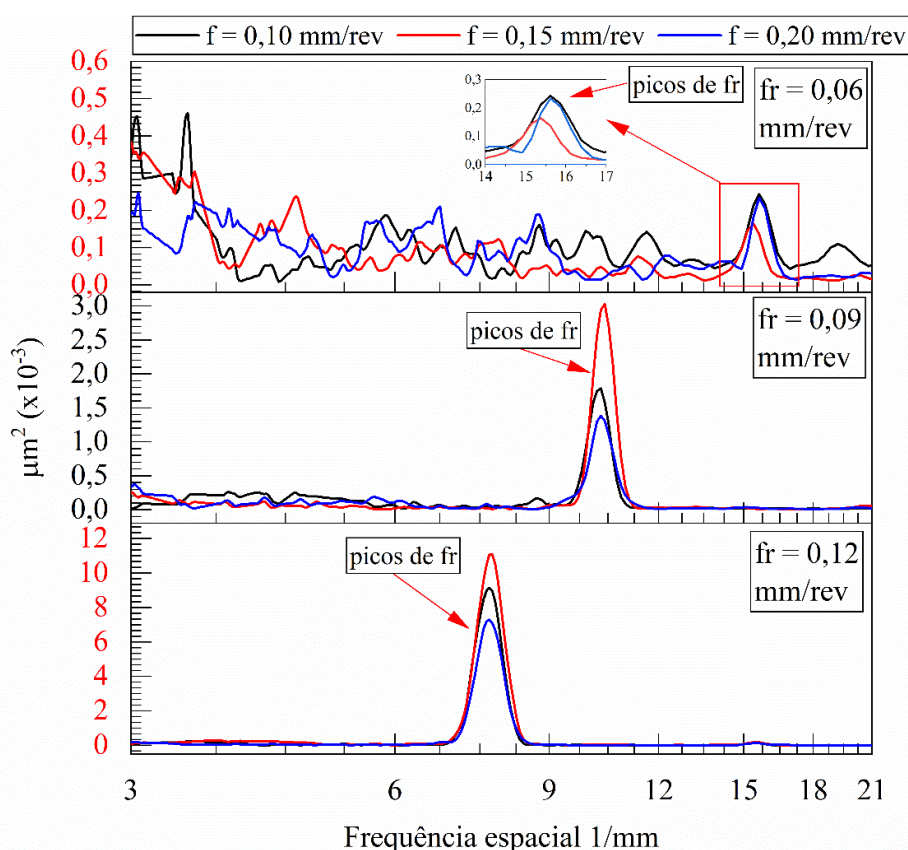 f = 0,10 mm/rev f = 0,15 mm/rev f = 0,20 mm/rev
0,6
0,5
0,4
0,3
0,2
0,1
0,0
0,3
0,2
0,1
0,0
14 15 16 17
picos de fr
fr = 0,06
mm/rev
3,0
2,5
2,0
1,5
1,0
0,5
0,0
picos de fr
fr = 0,09
mm/rev
µm² (x10⁻³)
12
10
8
6
4
2
0
picos de fr
fr = 0,12
mm/rev
3 6 9 12 15 18 21
Frequência espacial 1/mm